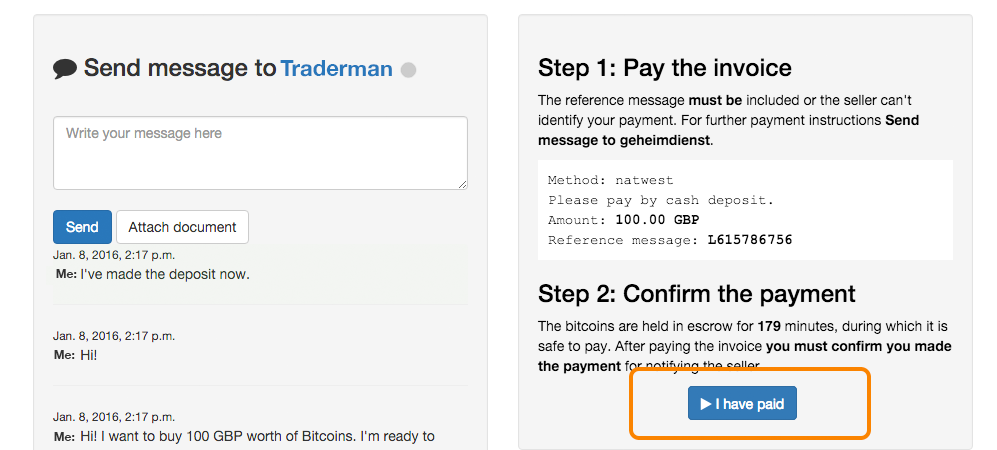 Send message to Traderman
Write your message here
Send
Attach document
Jan. 8, 2016, 2:17 p.m.
Me: I've made the deposit now.
Jan. 8, 2016, 2:17 p.m.
Me: Hi!
Jan. 8, 2016, 2:17 p.m.
Me: Hi! I want to buy 100 GBP worth of Bitcoins. I'm ready to
Step 1: Pay the invoice
The reference message must be included or the seller can't
identify your payment. For further payment instructions Send
message to geheimdienst.
Method: natwest
Please pay by cash deposit.
Amount: 100.00 GBP
Reference message: L615786756
Step 2: Confirm the payment
The bitcoins are held in escrow for 179 minutes, during which it is
safe to pay. After paying the invoice you must confirm you made
the payment for notifying the seller.
I have paid